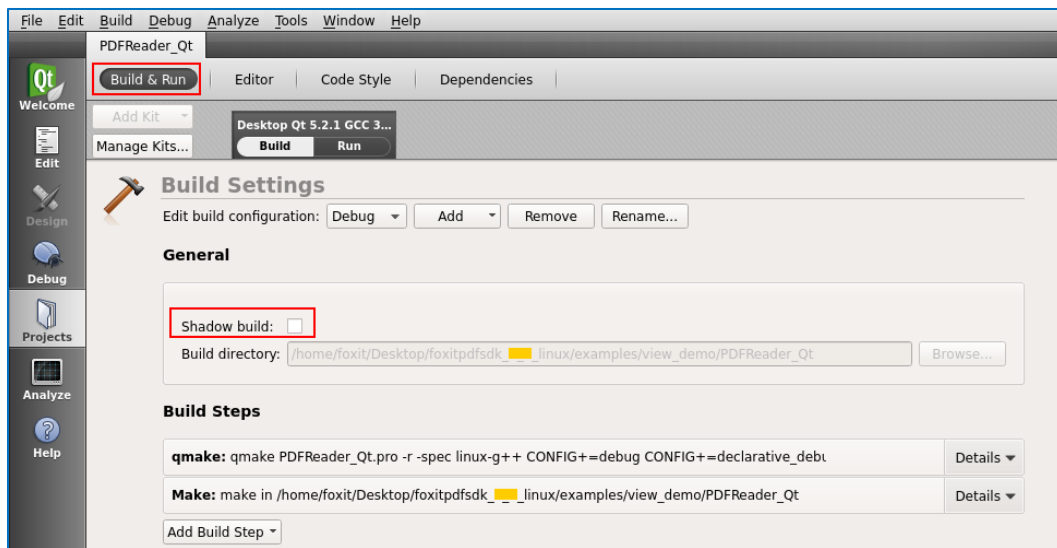 File Edit Build Debug Analyze Tools Window Help
PDFReader_Qt
Build & Run Editor Code Style Dependencies
Qt
Welcome
Add Kit
Manage Kits...
Desktop Qt 5.2.1 GCC 3...
Build Run
Edit
Design
Debug
Projects
Analyze
Help
Build Settings
Edit build configuration: Debug Add Remove Rename...
General
Shadow build:
Build directory: /home/foxit/Desktop/foxitpdfsdk_ _linux/examples/view_demo/PDFReader_Qt Browse...
Build Steps
qmake: qmake PDFReader_Qt.pro -r -spec linux-g++ CONFIG+=debug CONFIG+=declarative_debu Details
Make: make in /home/foxit/Desktop/foxitpdfsdk_ _linux/examples/view_demo/PDFReader_Qt Details
Add Build Step